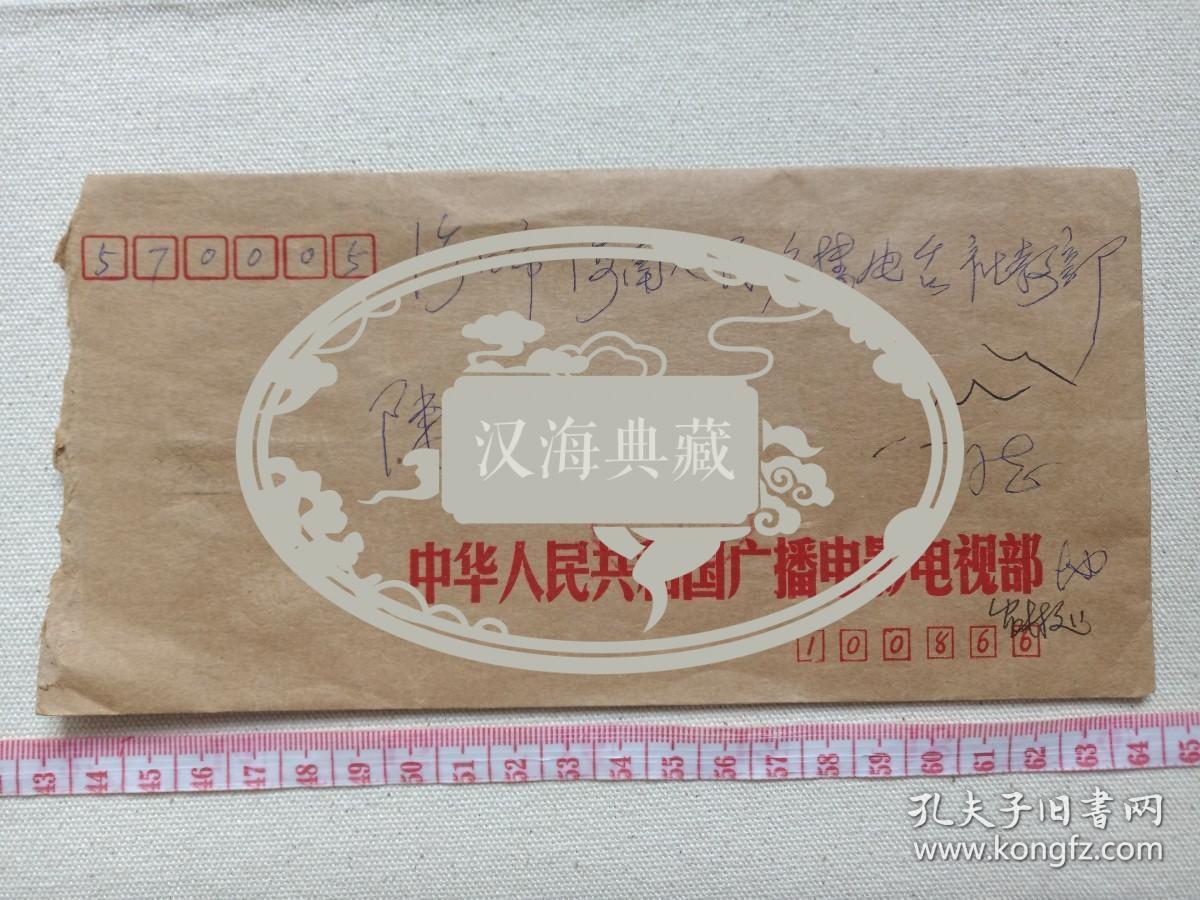 570005
海口市 海南人民广播电台社教部
陈
汉海典藏
中华人民共和国广播电影电视部
100866
43 44 45 46 47 48 49 50 51 52 53 54 55 56 57 58 59 60 61 62 63 64 65
孔夫子旧书网
www.kongfz.com